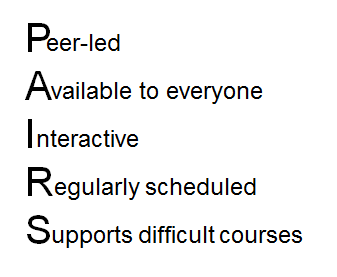 Peer-led
Available to everyone
Interactive
Regularly scheduled
Supports difficult courses